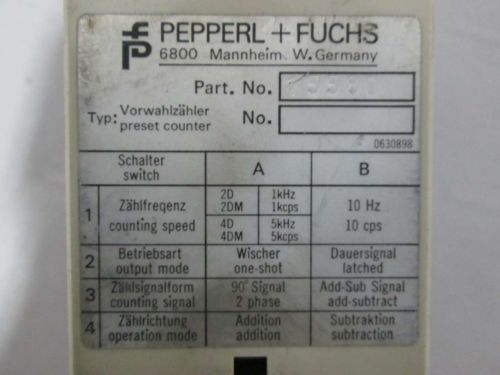 PEPPERL + FUCHS
6800 Mannheim W. Germany
Part. No.
Typ: Vorwahlzähler
preset counter
No.
0630898
Schalter
switch
A
B
1
Zählfreqenz
counting speed
2D
2DM
1kHz
1kcps
4D
4DM
5kHz
5kcps
10 Hz
10 cps
2
Betriebsart
output mode
Wischer
one-shot
Dauersignal
latched
3
Zählsignalform
counting signal
90° Signal
2 phase
Add-Sub Signal
add-subtract
4
Zählrichtung
operation mode
Addition
addition
Subtraktion
subtraction